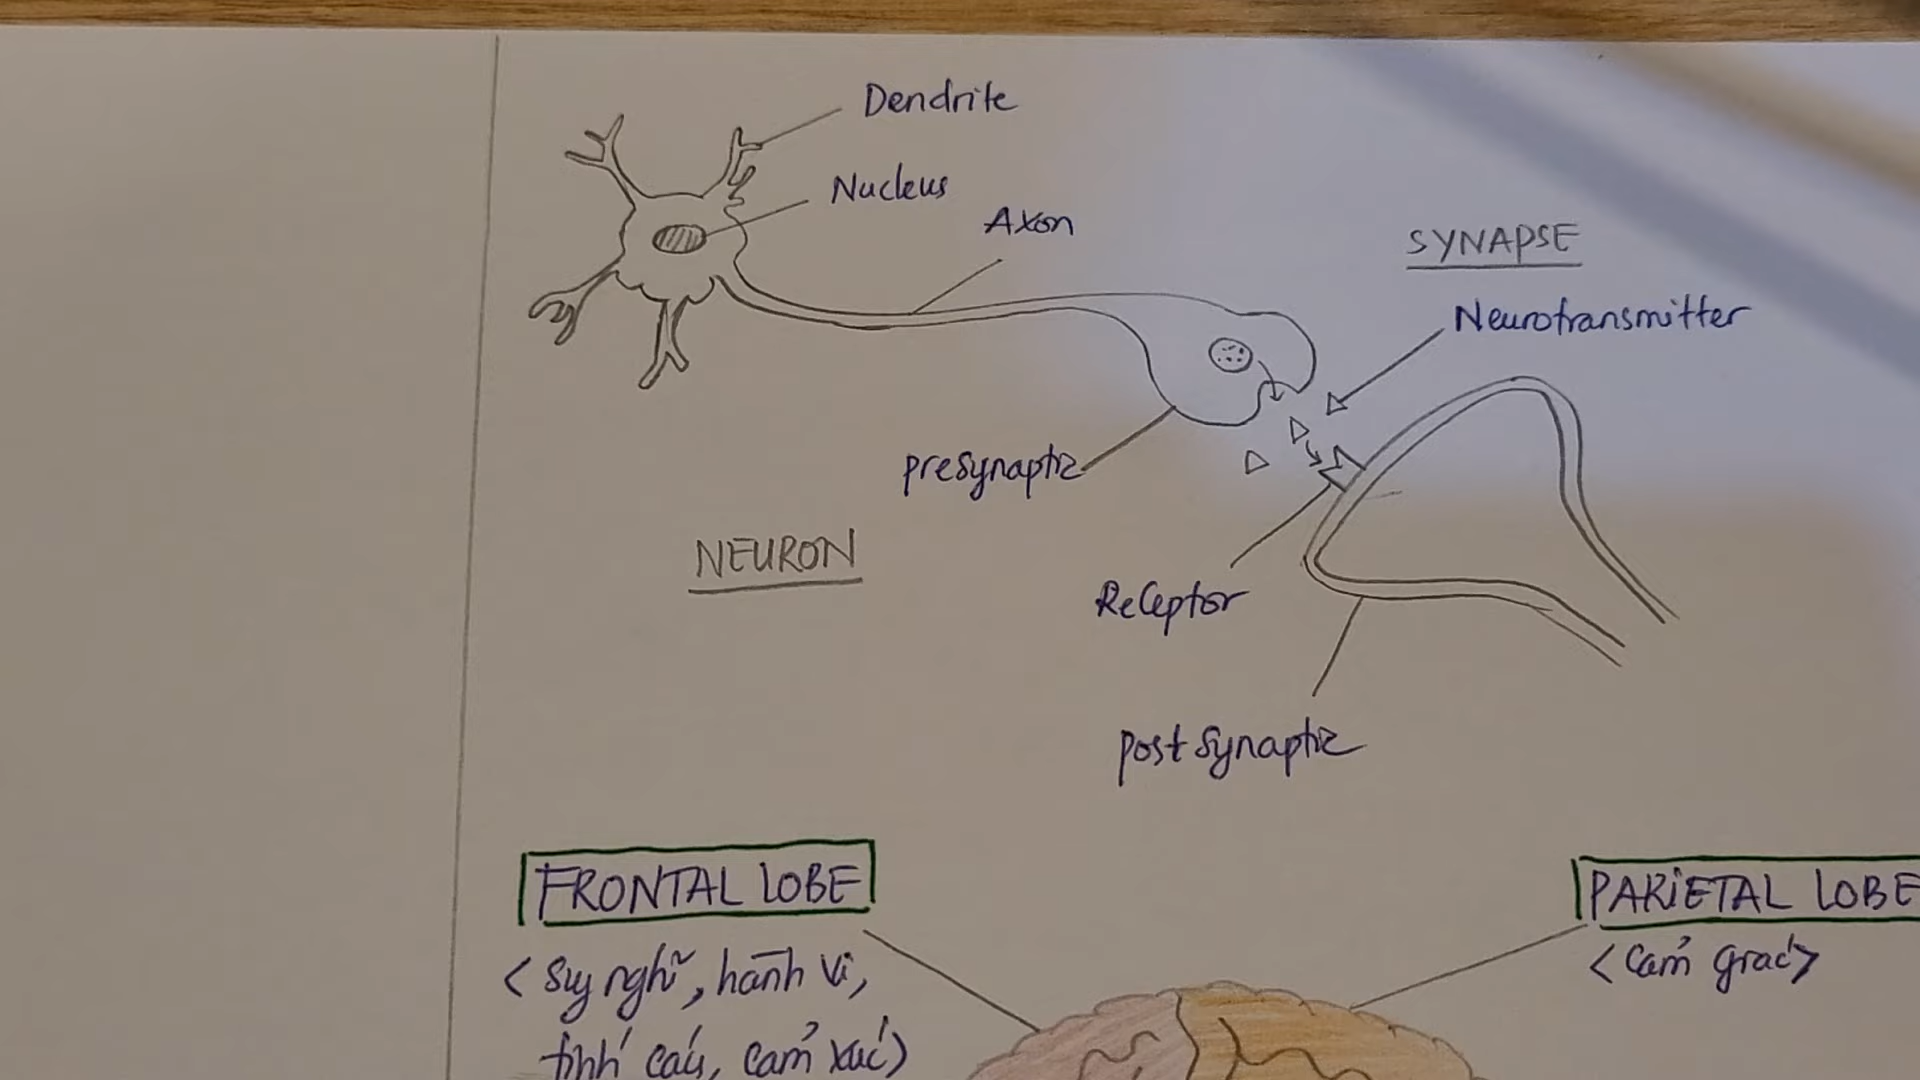 Dendrite
Nucleus
Axon
SYNAPSE
Neurotransmitter
presynaptic
NEURON
Receptor
post synaptic
FRONTAL LOBE
PARIETAL LOBE
<Suy nghĩ, hành vi,
<Cảm giác>
tính cách, cảm xúc>